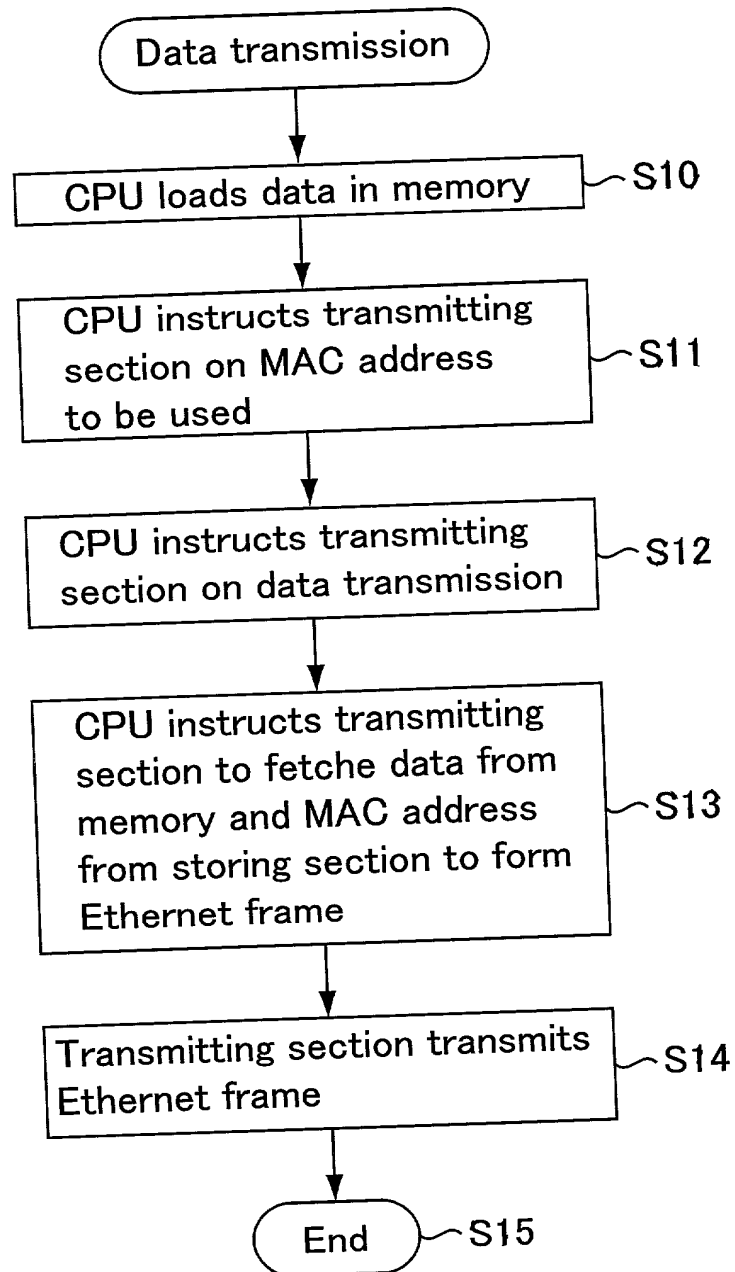 Data transmission
CPU loads data in memory
S10
CPU instructs transmitting
section on MAC address
to be used
S11
CPU instructs transmitting
section on data transmission
S12
CPU instructs transmitting
section to fetche data from
memory and MAC address
from storing section to form
Ethernet frame
S13
Transmitting section transmits
Ethernet frame
S14
End
S15